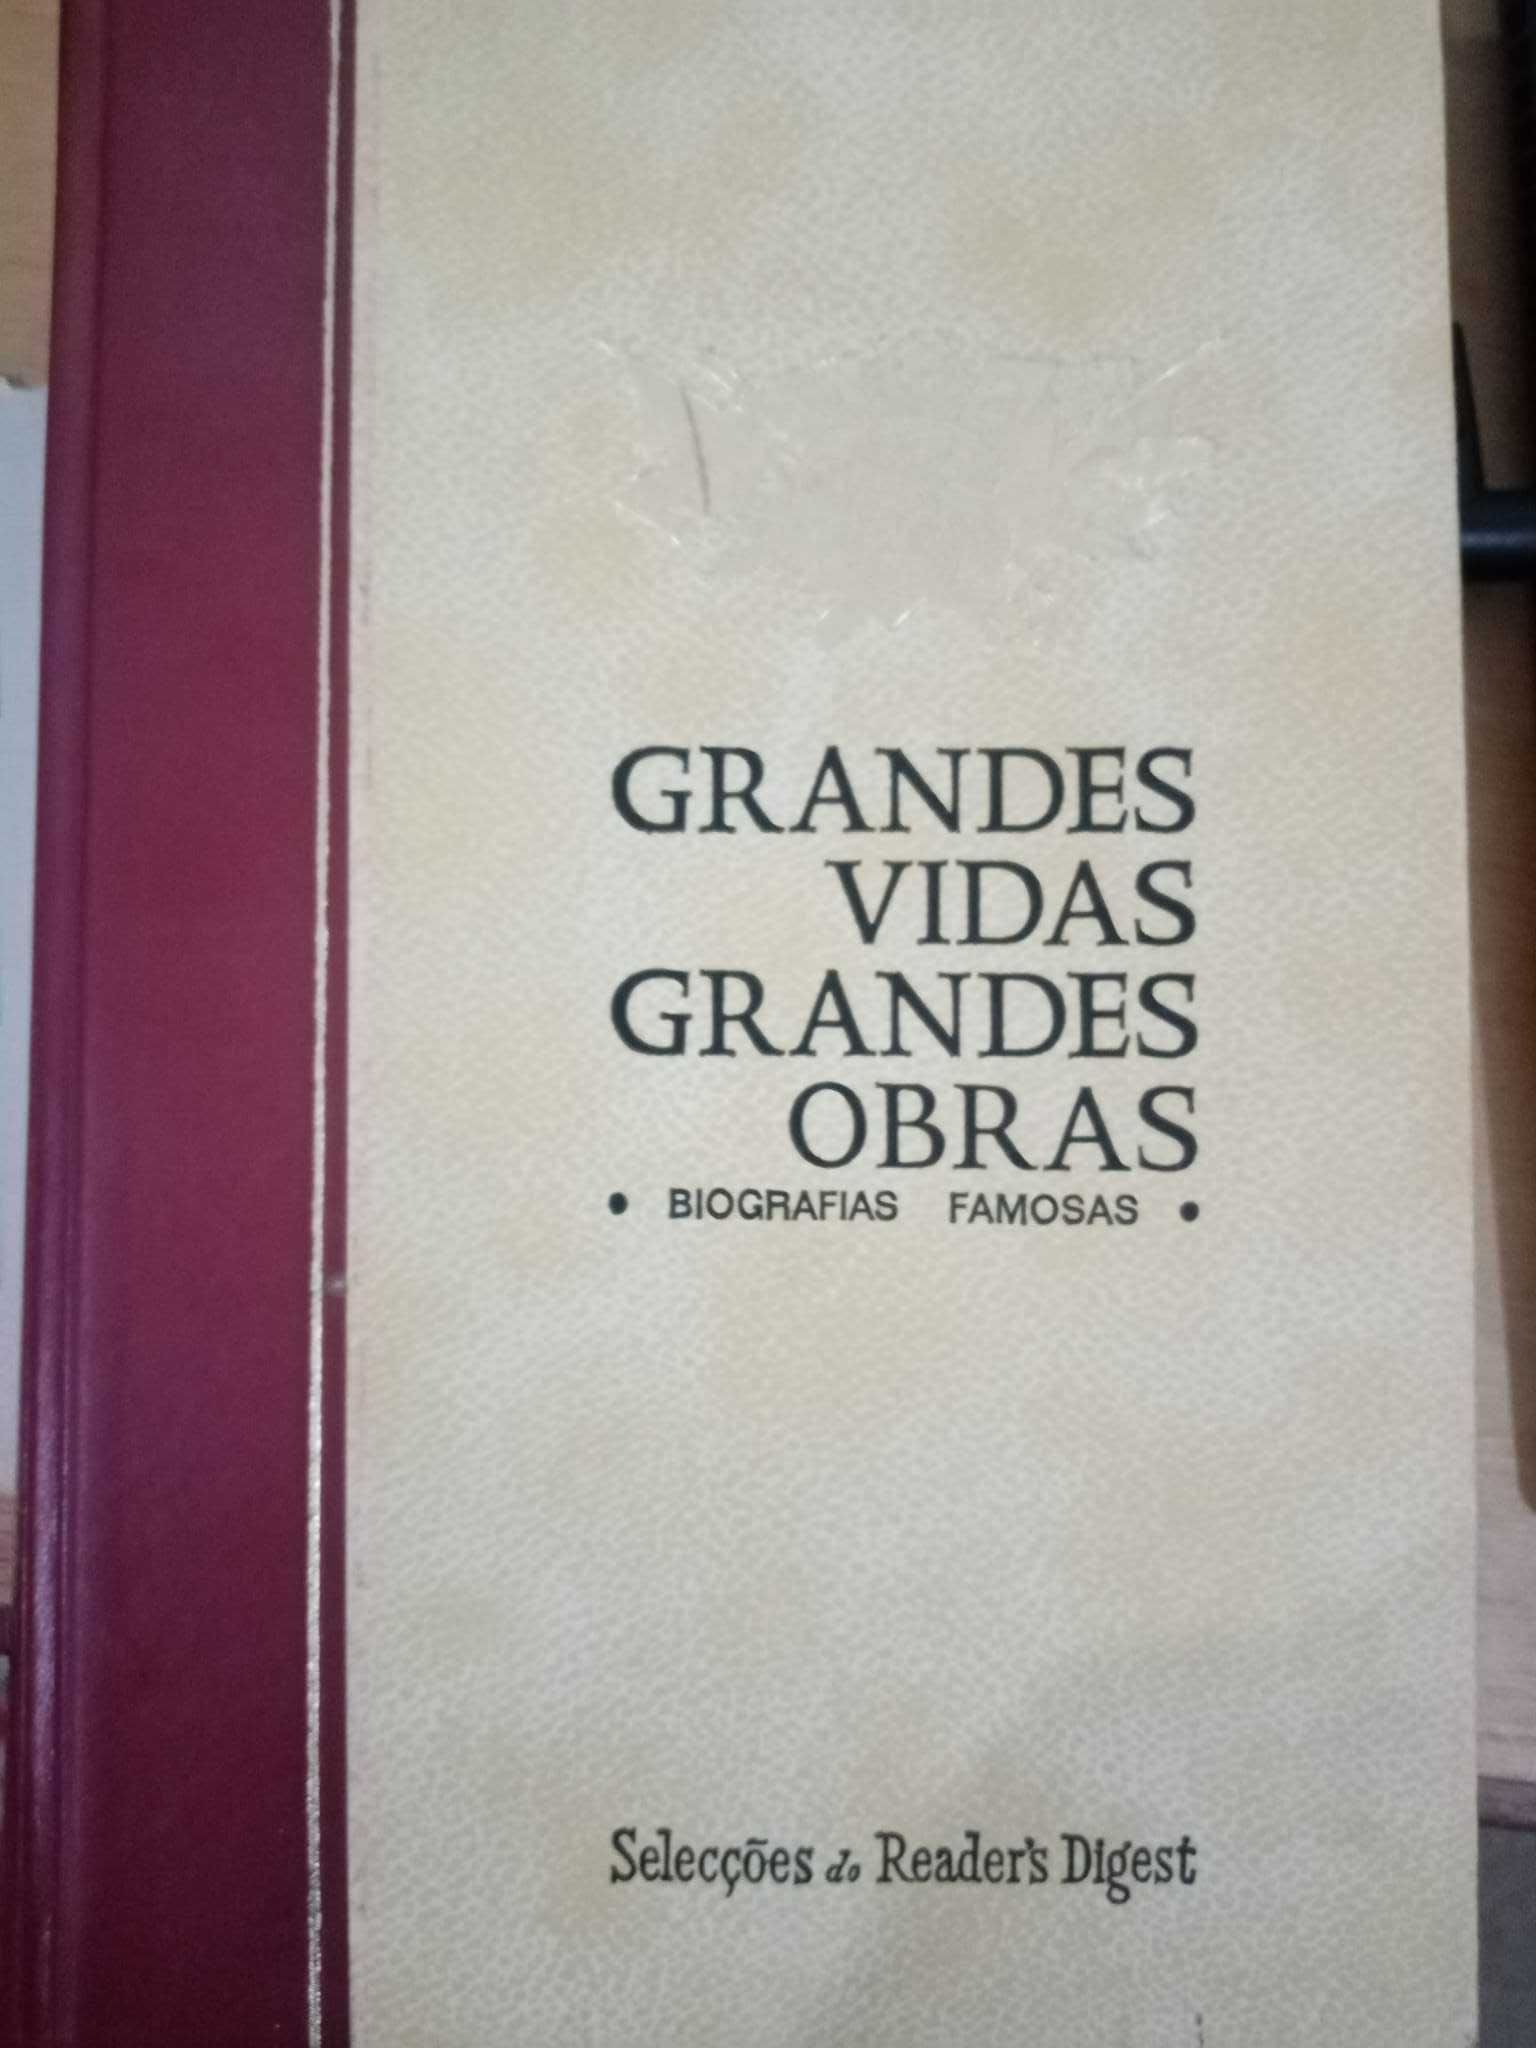 GRANDES
VIDAS
GRANDES
OBRAS
• BIOGRAFIAS FAMOSAS •
Selecções do Reader's Digest